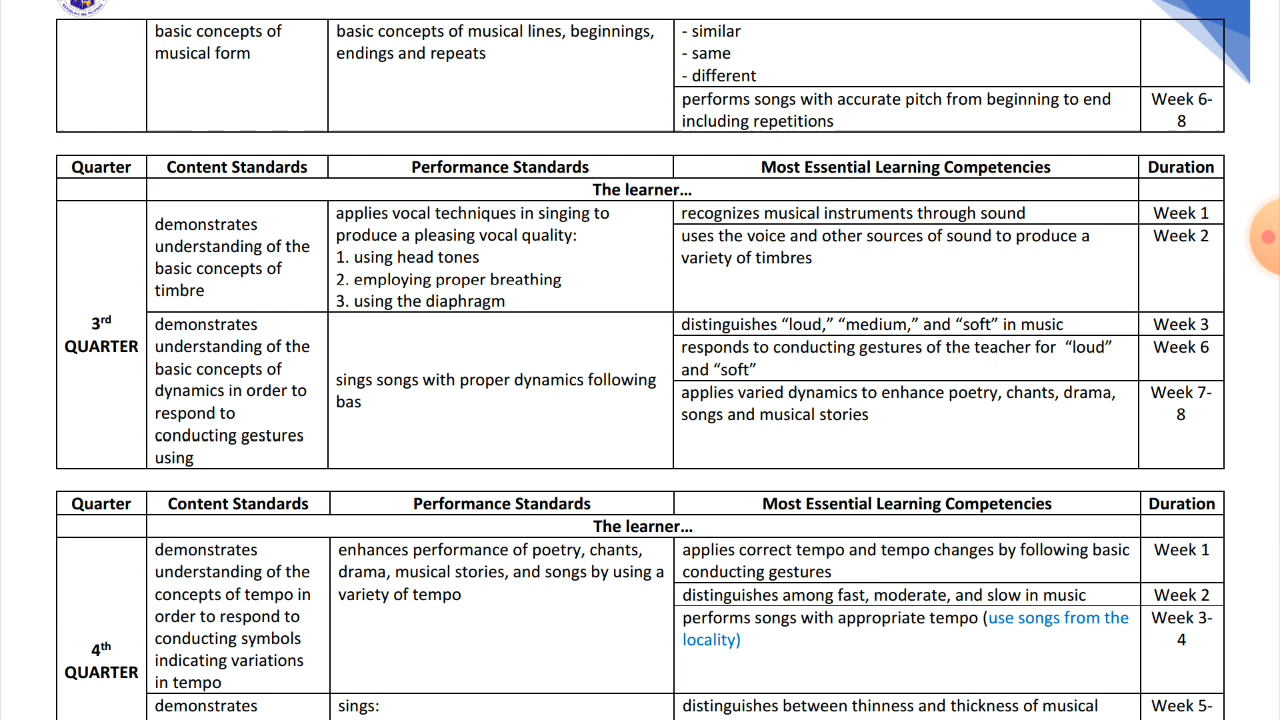 basic concepts of musical form
basic concepts of musical lines, beginnings, endings and repeats
- similar
- same
- different
performs songs with accurate pitch from beginning to end including repetitions
Week 6-8
Quarter
Content Standards
Performance Standards
Most Essential Learning Competencies
Duration
The learner…
3rd QUARTER
demonstrates
understanding of the
basic concepts of
timbre
applies vocal techniques in singing to
produce a pleasing vocal quality:
1. using head tones
2. employing proper breathing
3. using the diaphragm
recognizes musical instruments through sound
Week 1
uses the voice and other sources of sound to produce a
variety of timbres
Week 2
demonstrates
understanding of the
basic concepts of
dynamics in order to
respond to
conducting gestures
using
sings songs with proper dynamics following
bas
distinguishes “loud,” “medium,” and “soft” in music
Week 3
responds to conducting gestures of the teacher for “loud”
and “soft”
Week 6
applies varied dynamics to enhance poetry, chants, drama,
songs and musical stories
Week 7-
8
Quarter
Content Standards
Performance Standards
Most Essential Learning Competencies
Duration
The learner…
4th
QUARTER
demonstrates
understanding of the
concepts of tempo in
order to respond to
conducting symbols
indicating variations
in tempo
enhances performance of poetry, chants,
drama, musical stories, and songs by using a
variety of tempo
applies correct tempo and tempo changes by following basic
conducting gestures
Week 1
distinguishes among fast, moderate, and slow in music
Week 2
performs songs with appropriate tempo (use songs from the
locality)
Week 3-
4
demonstrates
sings:
distinguishes between thinness and thickness of musical
Week 5-